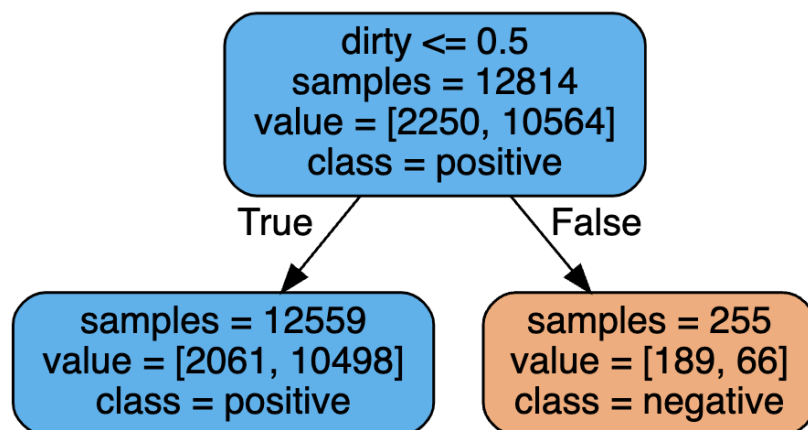 dirty <= 0.5
samples = 12814
value = [2250, 10564]
class = positive
True
False
samples = 12559
value = [2061, 10498]
class = positive
samples = 255
value = [189, 66]
class = negative